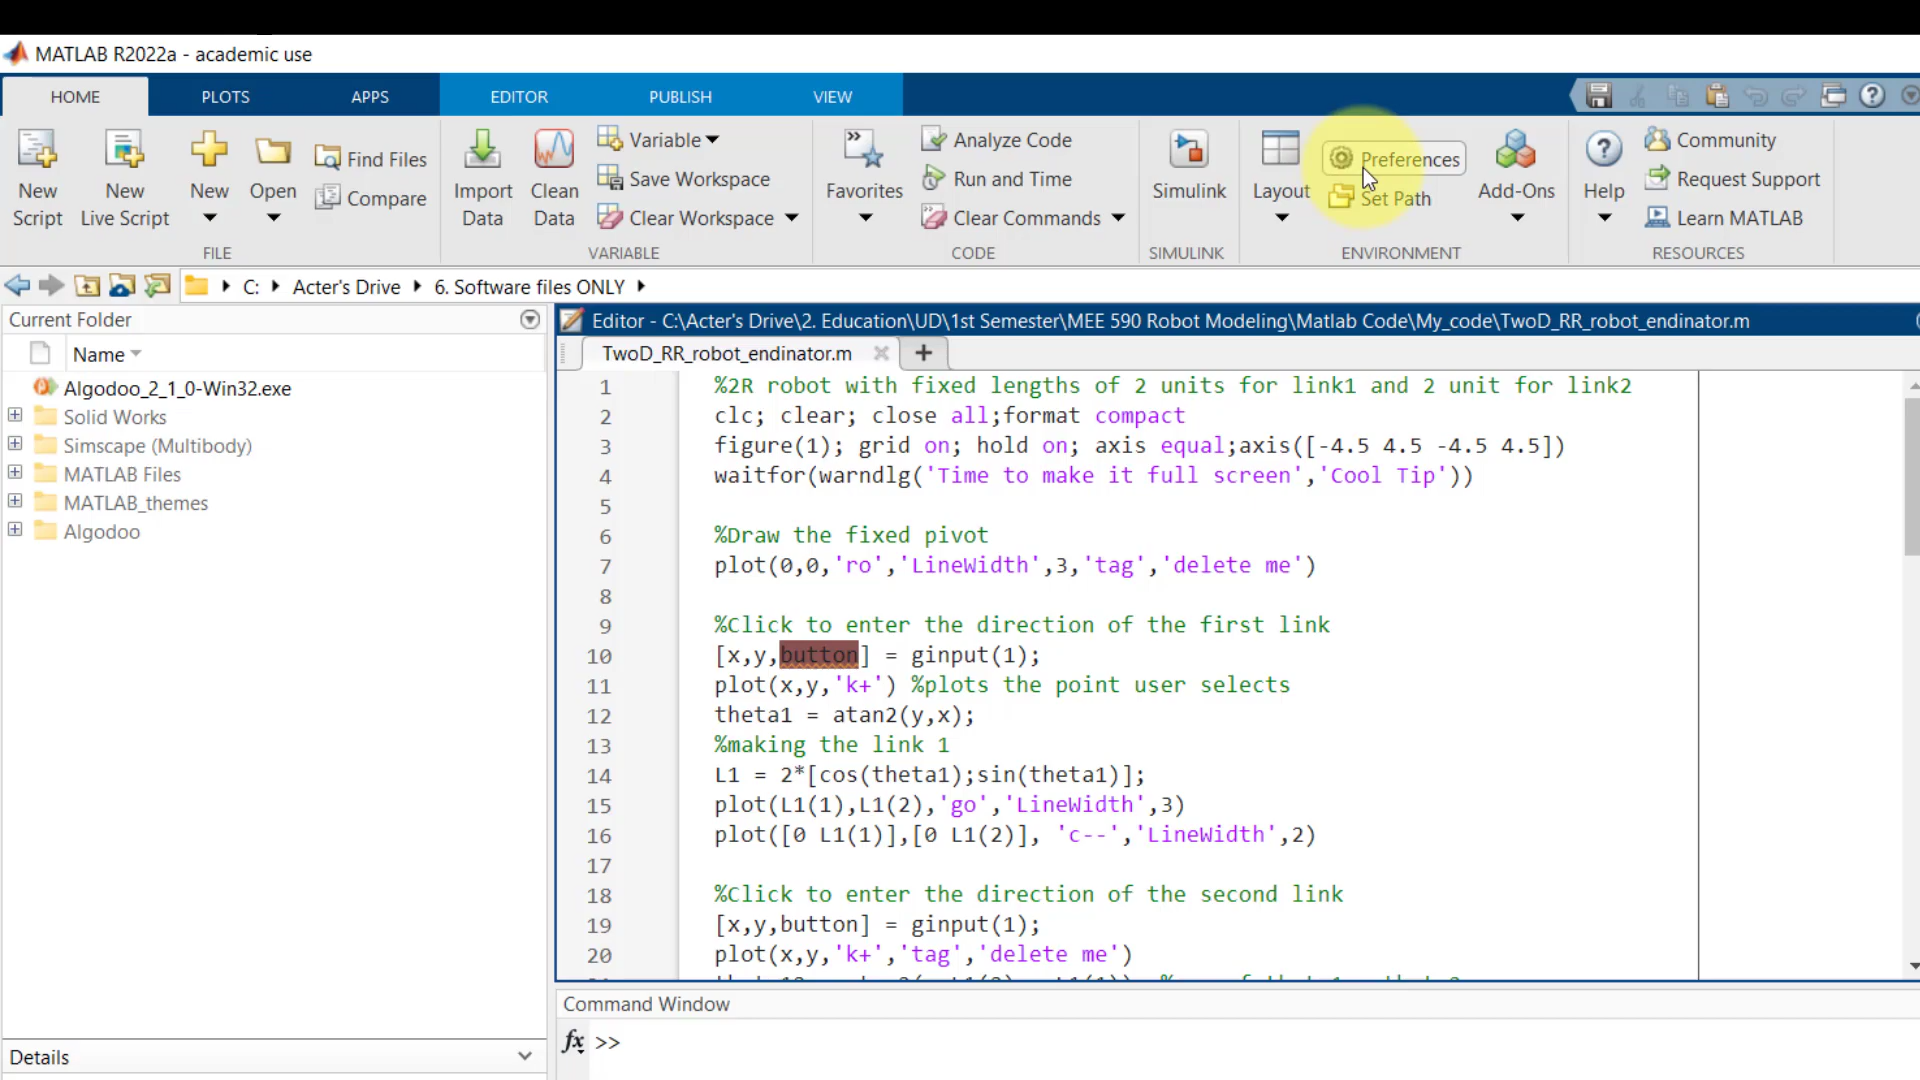 MATLAB R2022a - academic use
HOME PLOTS APPS EDITOR PUBLISH VIEW
New Script
New Live Script
New
Open
Find Files
Compare
FILE
Import Data
Clean Data
Variable
Save Workspace
Clear Workspace
VARIABLE
Favorites
Analyze Code
Run and Time
Clear Commands
CODE
Simulink
SIMULINK
Layout
Preferences
Set Path
Add-Ons
ENVIRONMENT
Help
Community
Request Support
Learn MATLAB
RESOURCES
C: Acter's Drive 6. Software files ONLY
Current Folder
Name
Algodoo_2_1_0-Win32.exe
Solid Works
Simscape (Multibody)
MATLAB Files
MATLAB_themes
Algodoo
Details
Editor - C:\Acter's Drive\2. Education\UD\1st Semester\MEE 590 Robot Modeling\Matlab Code\My_code\TwoD_RR_robot_endinator.m
TwoD_RR_robot_endinator.m
1 %2R robot with fixed lengths of 2 units for link1 and 2 unit for link2
2 clc; clear; close all;format compact
3 figure(1); grid on; hold on; axis equal;axis([-4.5 4.5 -4.5 4.5])
4 waitfor(warndlg('Time to make it full screen','Cool Tip'))
5
6 %Draw the fixed pivot
7 plot(0,0,'ro','LineWidth',3,'tag','delete me')
8
9 %Click to enter the direction of the first link
10 [x,y,button] = ginput(1);
11 plot(x,y,'k+') %plots the point user selects
12 theta1 = atan2(y,x);
13 %making the link 1
14 L1 = 2*[cos(theta1);sin(theta1)];
15 plot(L1(1),L1(2),'go','LineWidth',3)
16 plot([0 L1(1)],[0 L1(2)], 'c--','LineWidth',2)
17
18 %Click to enter the direction of the second link
19 [x,y,button] = ginput(1);
20 plot(x,y,'k+','tag','delete me')
Command Window
fx >>